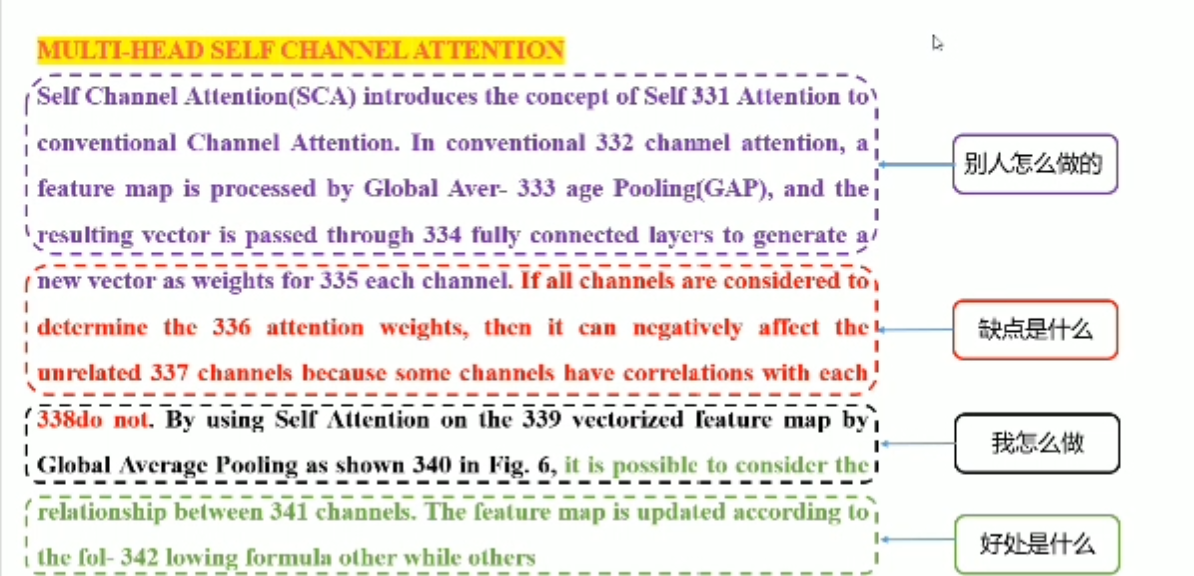 MULTI-HEAD SELF CHANNEL ATTENTION
Self Channel Attention(SCA) introduces the concept of Self 331 Attention to
conventional Channel Attention. In conventional 332 channel attention, a
feature map is processed by Global Aver- 333 age Pooling(GAP), and the
resulting vector is passed through 334 fully connected layers to generate a
new vector as weights for 335 each channel. If all channels are considered to
determine the 336 attention weights, then it can negatively affect the
unrelated 337 channels because some channels have correlations with each
338do not. By using Self Attention on the 339 vectorized feature map by
Global Average Pooling as shown 340 in Fig. 6, it is possible to consider the
relationship between 341 channels. The feature map is updated according to
the fol- 342 lowing formula other while others
别人怎么做的
缺点是什么
我怎么做
好处是什么